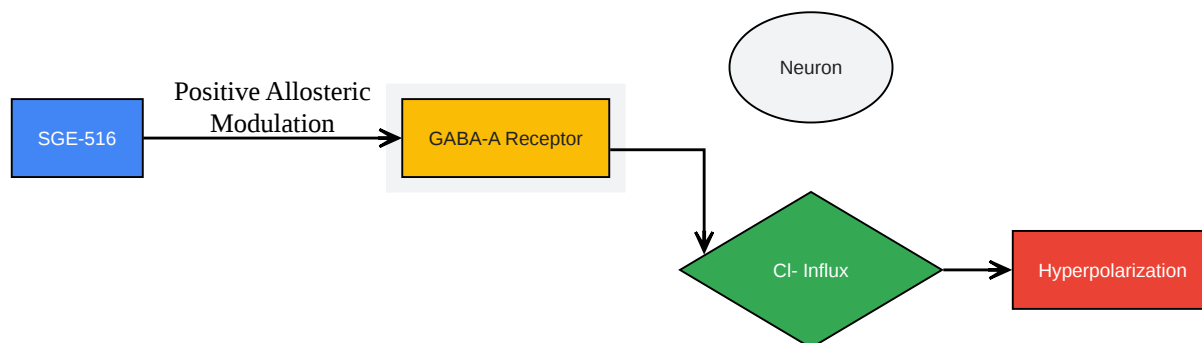 Neuron
Positive Allosteric
Modulation
SGE-516
GABA-A Receptor
Cl- Influx
Hyperpolarization